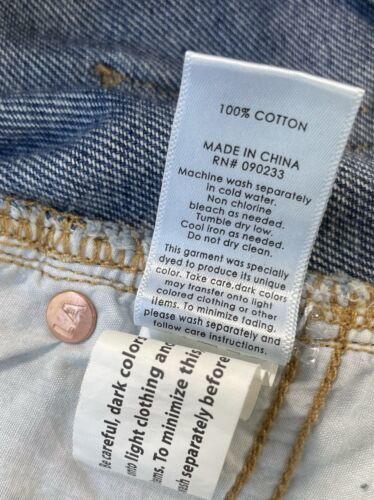 100% COTTON
MADE IN CHINA
RN# 090233
Machine wash separately
in cold water.
Non chlorine
bleach as needed.
Tumble dry low.
Cool iron as needed.
Do not dry clean.
This garment was specially
dyed to produce its unique
color. Take care,dark colors
may transfer onto light
colored clothing or other
items. To minimize fading,
please wash separately and
follow care instructions.
Be careful, dark colors
onto light clothing and
ams. To minimize this
ash separately before